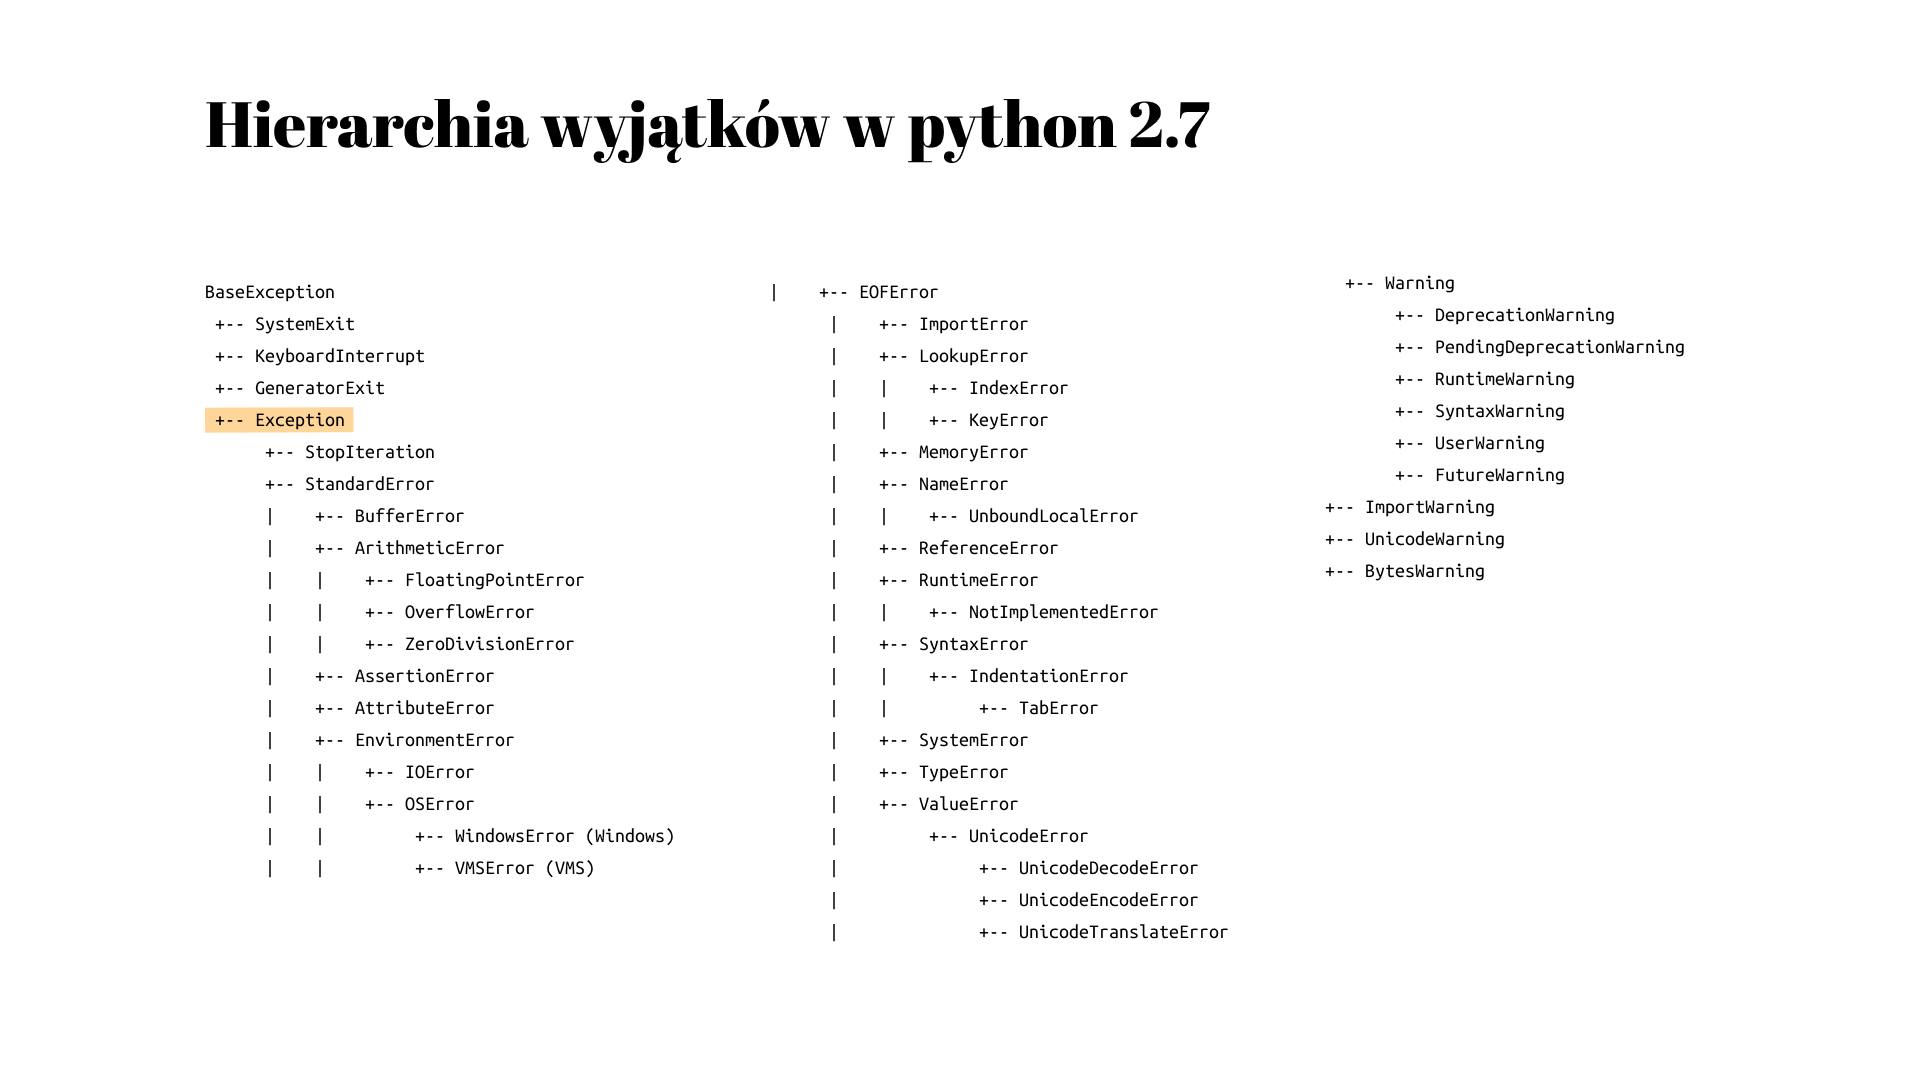 Hierarchia wyjątków w python 2.7
BaseException
 +-- SystemExit
 +-- KeyboardInterrupt
 +-- GeneratorExit
 +-- Exception
      +-- StopIteration
      +-- StandardError
      |    +-- BufferError
      |    +-- ArithmeticError
      |    |    +-- FloatingPointError
      |    |    +-- OverflowError
      |    |    +-- ZeroDivisionError
      |    +-- AssertionError
      |    +-- AttributeError
      |    +-- EnvironmentError
      |    |    +-- IOError
      |    |    +-- OSError
      |    |         +-- WindowsError (Windows)
      |    |         +-- VMSError (VMS)
|    +-- EOFError
      |    +-- ImportError
      |    +-- LookupError
      |    |    +-- IndexError
      |    |    +-- KeyError
      |    +-- MemoryError
      |    +-- NameError
      |    |    +-- UnboundLocalError
      |    +-- ReferenceError
      |    +-- RuntimeError
      |    |    +-- NotImplementedError
      |    +-- SyntaxError
      |    |    +-- IndentationError
      |    |         +-- TabError
      |    +-- SystemError
      |    +-- TypeError
      |    +-- ValueError
      |         +-- UnicodeError
      |              +-- UnicodeDecodeError
      |              +-- UnicodeEncodeError
      |              +-- UnicodeTranslateError
  +-- Warning
       +-- DeprecationWarning
       +-- PendingDeprecationWarning
       +-- RuntimeWarning
       +-- SyntaxWarning
       +-- UserWarning
       +-- FutureWarning
+-- ImportWarning
+-- UnicodeWarning
+-- BytesWarning